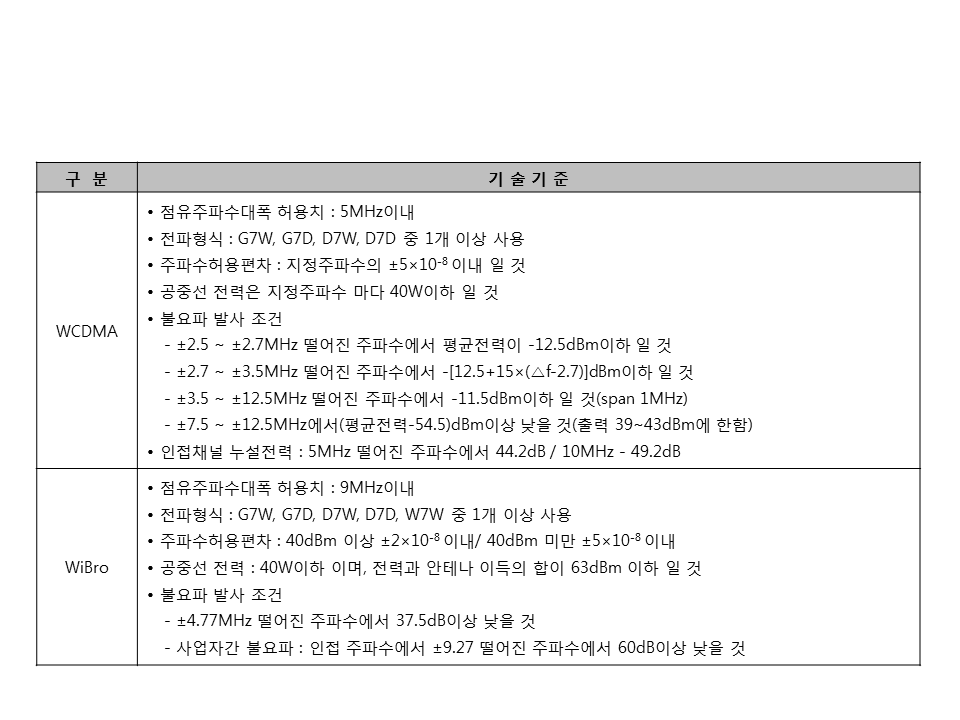 구 분
기 술 기 준
WCDMA
• 점유주파수대폭 허용치 : 5MHz이내
• 전파형식 : G7W, G7D, D7W, D7D 중 1개 이상 사용
• 주파수허용편차 : 지정주파수의 ±5×10⁻⁸ 이내 일 것
• 공중선 전력은 지정주파수 마다 40W이하 일 것
• 불요파 발사 조건
- ±2.5 ~ ±2.7MHz 떨어진 주파수에서 평균전력이 -12.5dBm이하 일 것
- ±2.7 ~ ±3.5MHz 떨어진 주파수에서 -[12.5+15×(△f-2.7)]dBm이하 일 것
- ±3.5 ~ ±12.5MHz 떨어진 주파수에서 -11.5dBm이하 일 것(span 1MHz)
- ±7.5 ~ ±12.5MHz에서(평균전력-54.5)dBm이상 낮을 것(출력 39~43dBm에 한함)
• 인접채널 누설전력 : 5MHz 떨어진 주파수에서 44.2dB / 10MHz - 49.2dB
WiBro
• 점유주파수대폭 허용치 : 9MHz이내
• 전파형식 : G7W, G7D, D7W, D7D, W7W 중 1개 이상 사용
• 주파수허용편차 : 40dBm 이상 ±2×10⁻⁸ 이내/ 40dBm 미만 ±5×10⁻⁸ 이내
• 공중선 전력 : 40W이하 이며, 전력과 안테나 이득의 합이 63dBm 이하 일 것
• 불요파 발사 조건
- ±4.77MHz 떨어진 주파수에서 37.5dB이상 낮을 것
- 사업자간 불요파 : 인접 주파수에서 ±9.27 떨어진 주파수에서 60dB이상 낮을 것